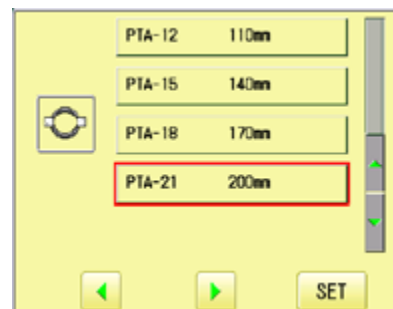 PTA-12 110mm
PTA-15 140mm
PTA-18 170mm
PTA-21 200mm
SET